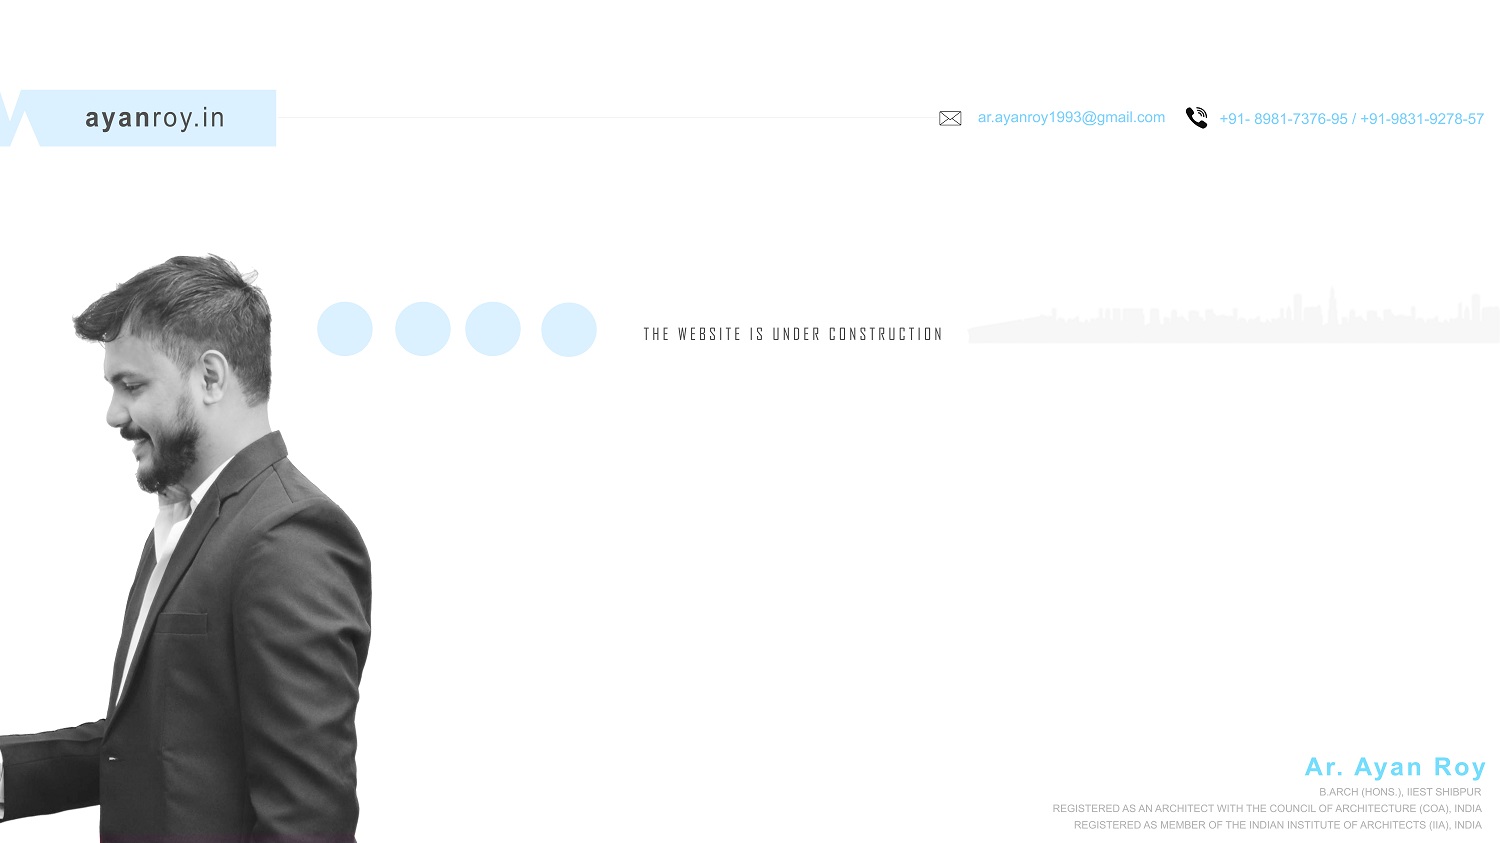 ayanroy.in
ar.ayanroy1993@gmail.com
+91- 8981-7376-95 / +91-9831-9278-57
THE WEBSITE IS UNDER CONSTRUCTION
Ar. Ayan Roy
B.ARCH (HONS.), IIEST SHIBPUR
REGISTERED AS AN ARCHITECT WITH THE COUNCIL OF ARCHITECTURE (COA), INDIA
REGISTERED AS MEMBER OF THE INDIAN INSTITUTE OF ARCHITECTS (IIA), INDIA